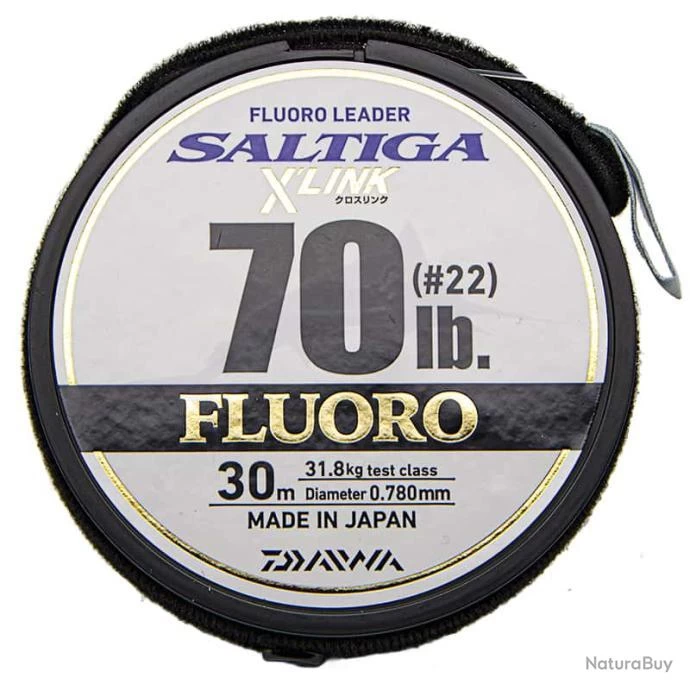 FLUORO LEADER
SALTIGA
X'LINK
クロスリンク
70 lb.
(#22)
FLUORO
30m
31.8kg test class
Diameter 0.780mm
MADE IN JAPAN
DAIWA
NaturaBuy